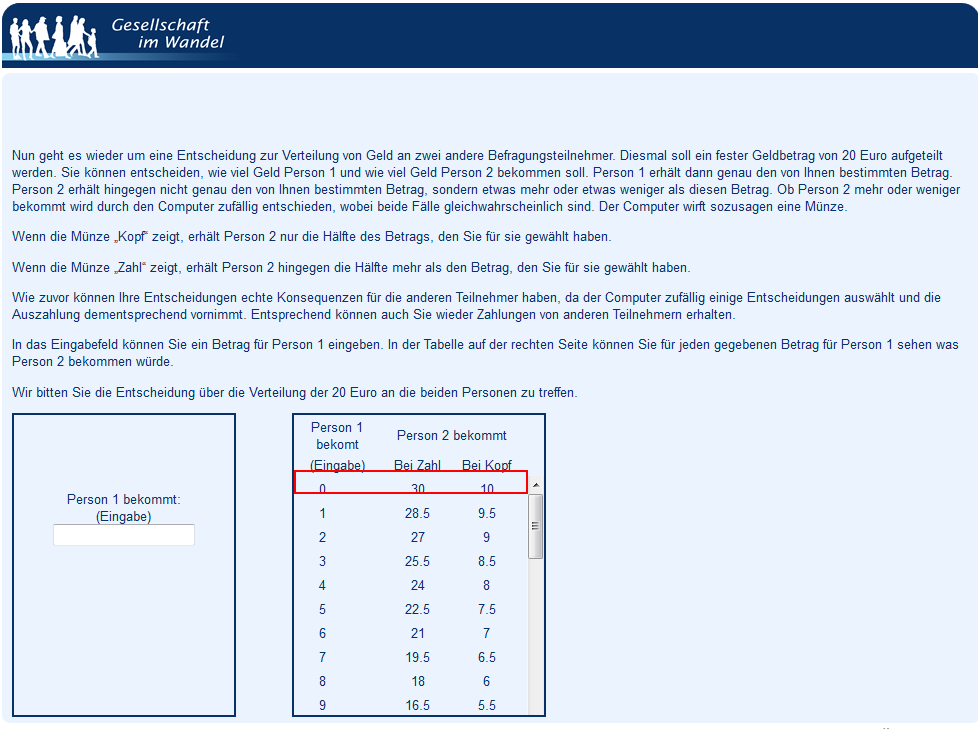 Gesellschaft
im Wandel
Nun geht es wieder um eine Entscheidung zur Verteilung von Geld an zwei andere Befragungsteilnehmer. Diesmal soll ein fester Geldbetrag von 20 Euro aufgeteilt
werden. Sie können entscheiden, wie viel Geld Person 1 und wie viel Geld Person 2 bekommen soll. Person 1 erhält dann genau den von Ihnen bestimmten Betrag.
Person 2 erhält hingegen nicht genau den von Ihnen bestimmten Betrag, sondern etwas mehr oder etwas weniger als diesen Betrag. Ob Person 2 mehr oder weniger
bekommt wird durch den Computer zufällig entschieden, wobei beide Fälle gleichwahrscheinlich sind. Der Computer wirft sozusagen eine Münze.
Wenn die Münze „Kopf“ zeigt, erhält Person 2 nur die Hälfte des Betrags, den Sie für sie gewählt haben.
Wenn die Münze „Zahl“ zeigt, erhält Person 2 hingegen die Hälfte mehr als den Betrag, den Sie für sie gewählt haben.
Wie zuvor können Ihre Entscheidungen echte Konsequenzen für die anderen Teilnehmer haben, da der Computer zufällig einige Entscheidungen auswählt und die
Auszahlung dementsprechend vornimmt. Entsprechend können auch Sie wieder Zahlungen von anderen Teilnehmern erhalten.
In das Eingabefeld können Sie ein Betrag für Person 1 eingeben. In der Tabelle auf der rechten Seite können Sie für jeden gegebenen Betrag für Person 1 sehen was
Person 2 bekommen würde.
Wir bitten Sie die Entscheidung über die Verteilung der 20 Euro an die beiden Personen zu treffen.
Person 1 bekommt:
(Eingabe)
Person 1
bekomt
Person 2 bekommt
(Eingabe) Bei Zahl Bei Kopf
0 30 10
1 28.5 9.5
2 27 9
3 25.5 8.5
4 24 8
5 22.5 7.5
6 21 7
7 19.5 6.5
8 18 6
9 16.5 5.5